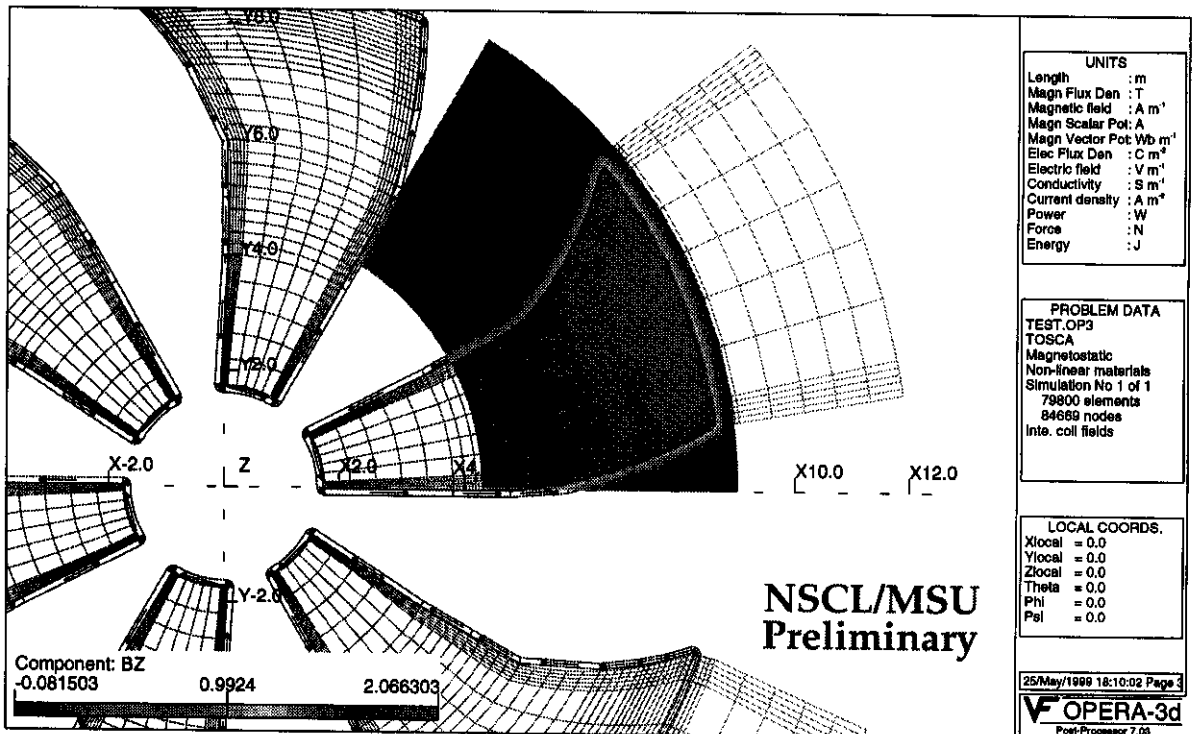 Y8.0
Y6.0
Y4.0
Y2.0
X-2.0
Z
X2.0
X4.
X10.0
X12.0
Y-2.0
NSCL/MSU
Preliminary
Component: BZ
-0.081503 0.9924 2.066303
UNITS
Length : m
Magn Flux Den : T
Magnetic field : A m⁻¹
Magn Scalar Pot: A
Magn Vector Pot: Wb m⁻¹
Elec Flux Den : C m⁻²
Electric field : V m⁻¹
Conductivity : S m⁻¹
Current density : A m⁻²
Power : W
Force : N
Energy : J
PROBLEM DATA
TEST.OP3
TOSCA
Magnetostatic
Non-linear materials
Simulation No 1 of 1
79800 elements
84669 nodes
Inte. coil fields
LOCAL COORDS.
Xlocal = 0.0
Ylocal = 0.0
Zlocal = 0.0
Theta = 0.0
Phi = 0.0
Psi = 0.0
25/May/1999 18:10:02 Page 3
VF OPERA-3d
Post-Processor 7.03